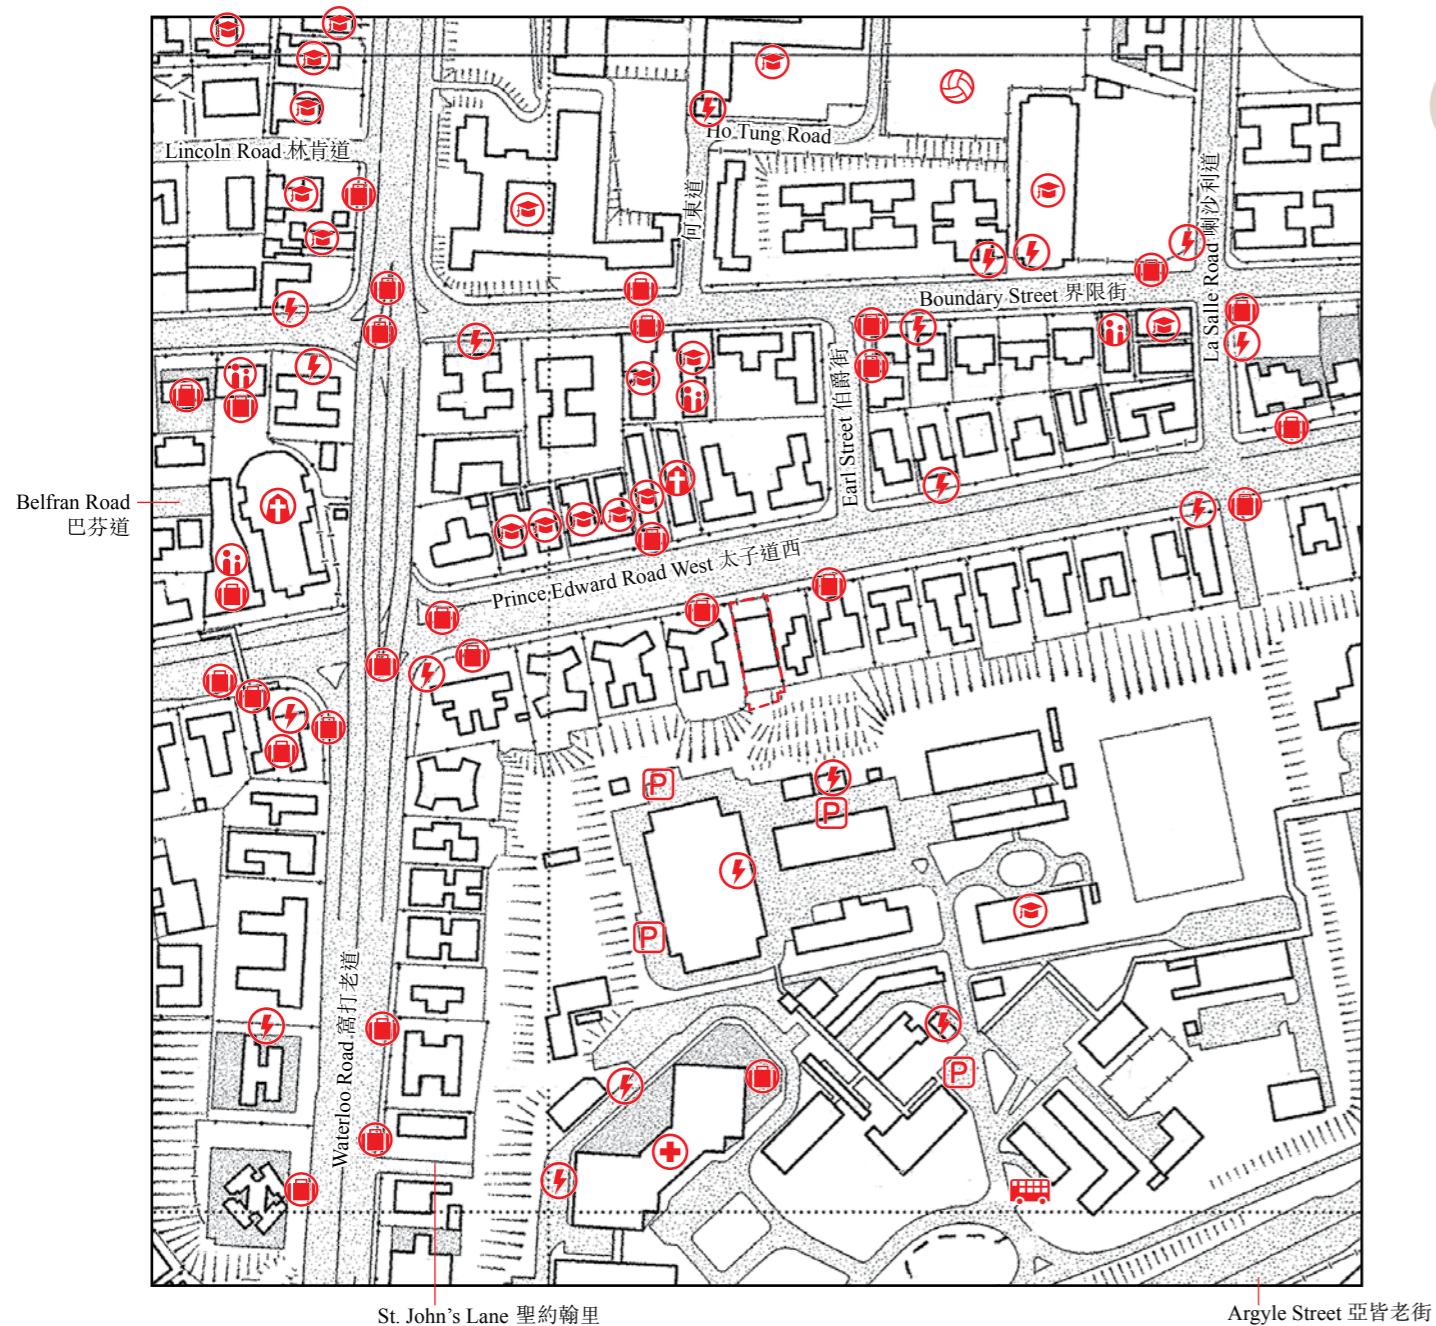 Ho Tung Road
Lincoln Road 林肯道
何東道
喇沙利道
La Salle Road
Boundary Street 界限街
Earl Street 伯爵街
Belfran Road
巴芬道
Prince Edward Road West 太子道西
P
P
P
Waterloo Road 窩打老道
P
St. John’s Lane 聖約翰里
Argyle Street 亞皆老街